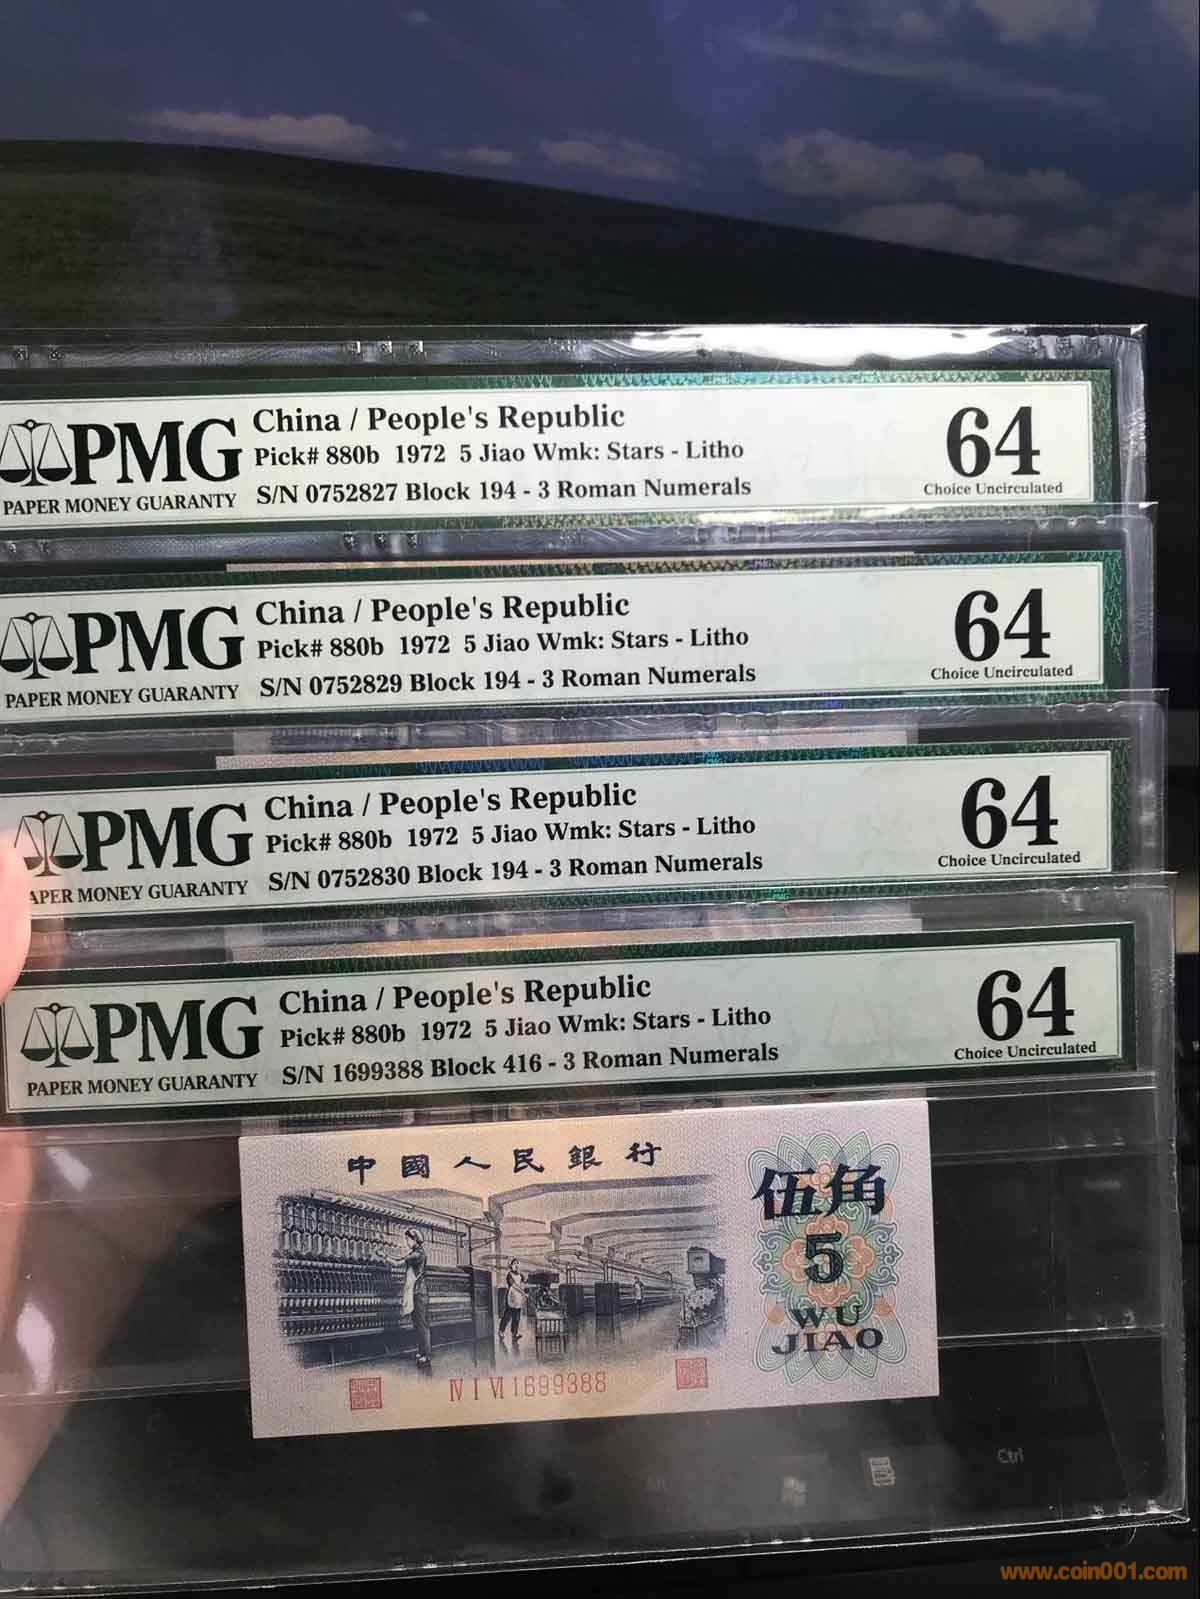 PMG
PAPER MONEY GUARANTY
China / People's Republic
Pick# 880b 1972 5 Jiao Wmk: Stars - Litho
S/N 0752827 Block 194 - 3 Roman Numerals
64
Choice Uncirculated
PMG
PAPER MONEY GUARANTY
China / People's Republic
Pick# 880b 1972 5 Jiao Wmk: Stars - Litho
S/N 0752829 Block 194 - 3 Roman Numerals
64
Choice Uncirculated
PMG
APER MONEY GUARANTY
China / People's Republic
Pick# 880b 1972 5 Jiao Wmk: Stars - Litho
S/N 0752830 Block 194 - 3 Roman Numerals
64
Choice Uncirculated
PMG
PAPER MONEY GUARANTY
China / People's Republic
Pick# 880b 1972 5 Jiao Wmk: Stars - Litho
S/N 1699388 Block 416 - 3 Roman Numerals
64
Choice Uncirculated
中國人民銀行
伍角
5
WU
JIAO
Ⅳ Ⅰ Ⅵ 1699388
Alt
Ctrl
www.coin001.com